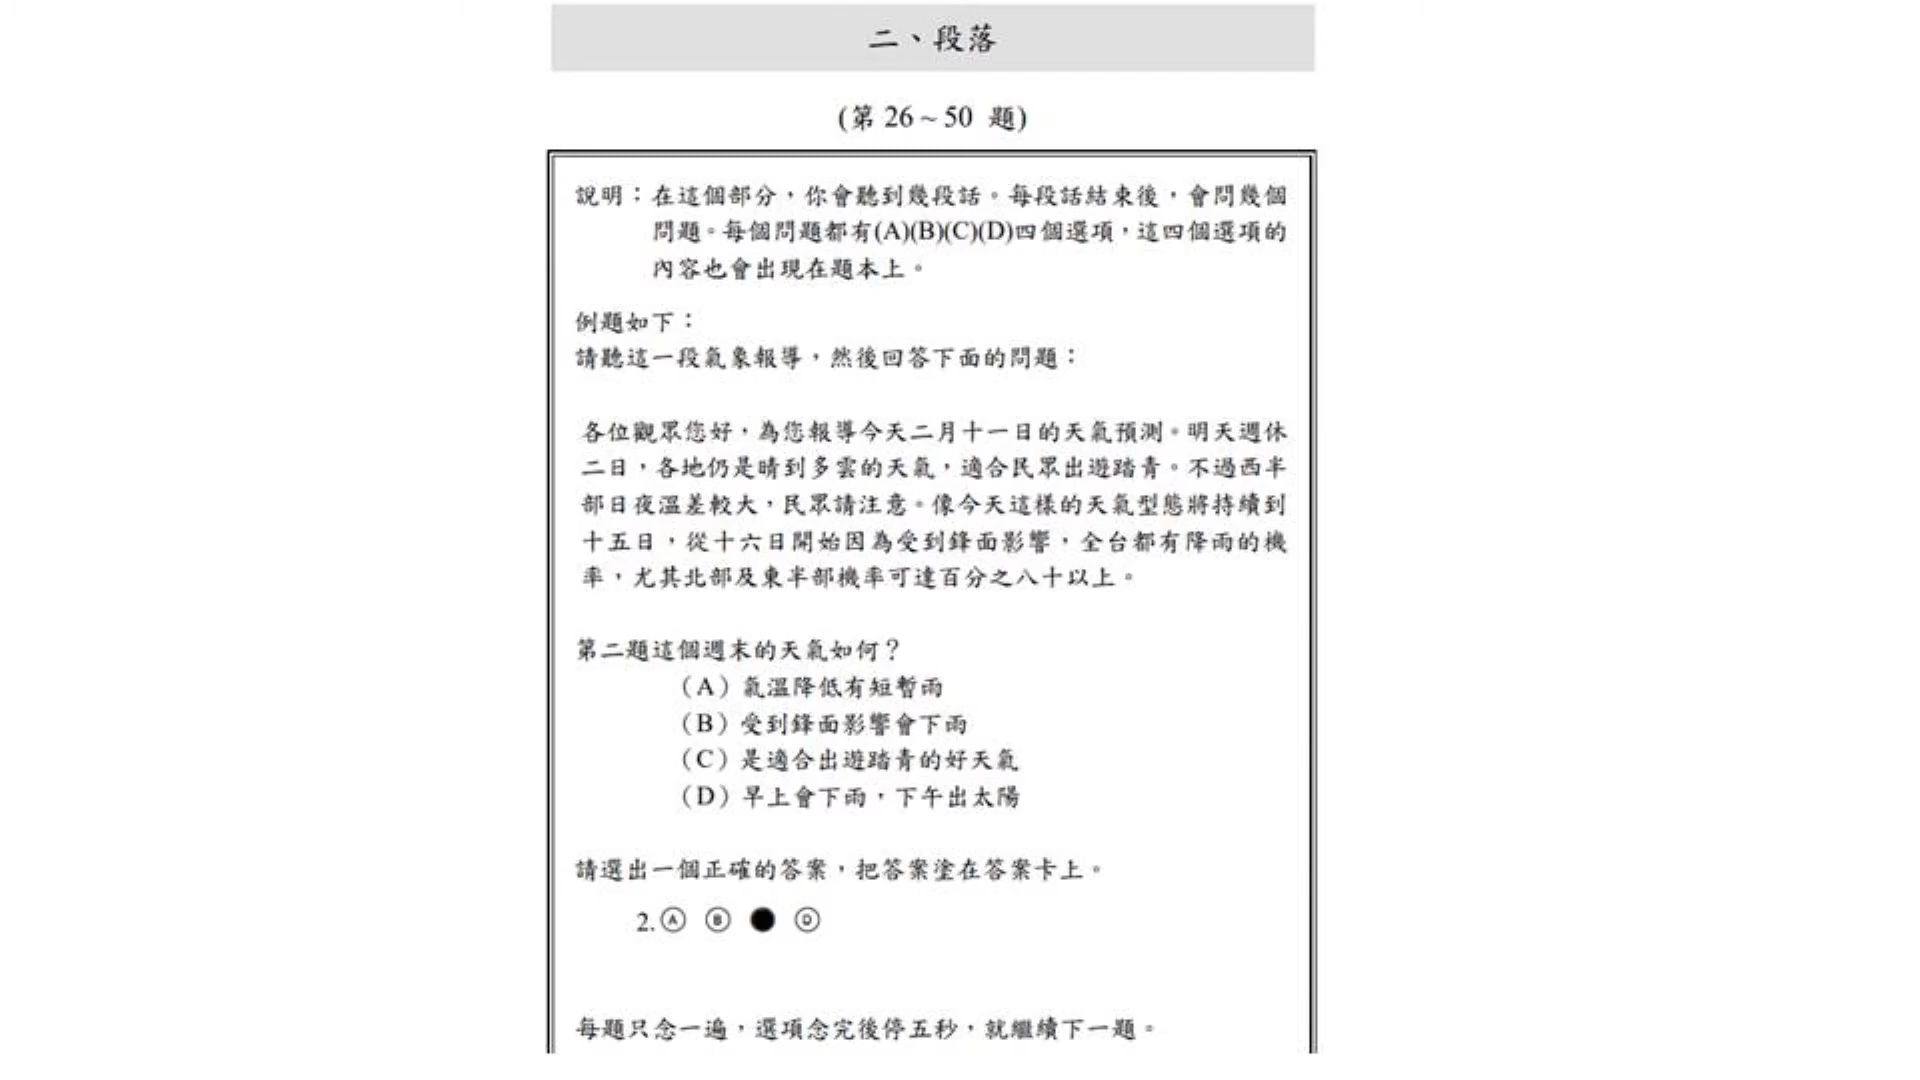 二、段落
(第 26 ~ 50 題)
說明：在這個部分，你會聽到幾段話。每段話結束後，會問幾個
問題。每個問題都有(A)(B)(C)(D)四個選項，這四個選項的
內容也會出現在題本上。
例題如下：
請聽這一段氣象報導，然後回答下面的問題：
各位觀眾您好，為您報導今天二月十一日的天氣預測。明天週休
二日，各地仍是晴到多雲的天氣，適合民眾出遊踏青。不過西半
部日夜溫差較大，民眾請注意。像今天這樣的天氣型態將持續到
十五日，從十六日開始因為受到鋒面影響，全台都有降雨的機
率，尤其北部及東半部機率可達百分之八十以上。
第二題這個週末的天氣如何？
（A）氣溫降低有短暫雨
（B）受到鋒面影響會下雨
（C）是適合出遊踏青的好天氣
（D）早上會下雨，下午出太陽
請選出一個正確的答案，把答案塗在答案卡上。
2. A B D
每題只念一遍，選項念完後停五秒，就繼續下一題。